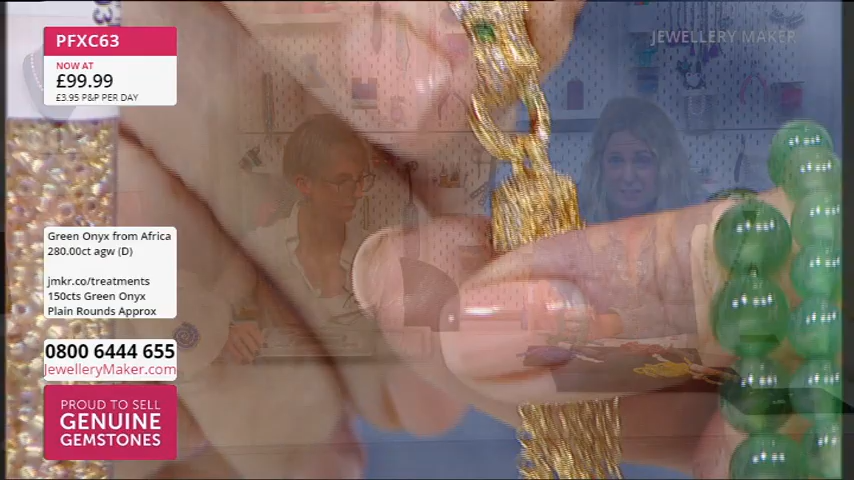 PFXC63
NOW AT
£99.99
£3.95 P&P PER DAY
JEWELLERY MAKER
Green Onyx from Africa
280.00ct agw (D)
jmkr.co/treatments
150cts Green Onyx
Plain Rounds Approx
0800 6444 655
JewelleryMaker.com
PROUD TO SELL
GENUINE
GEMSTONES